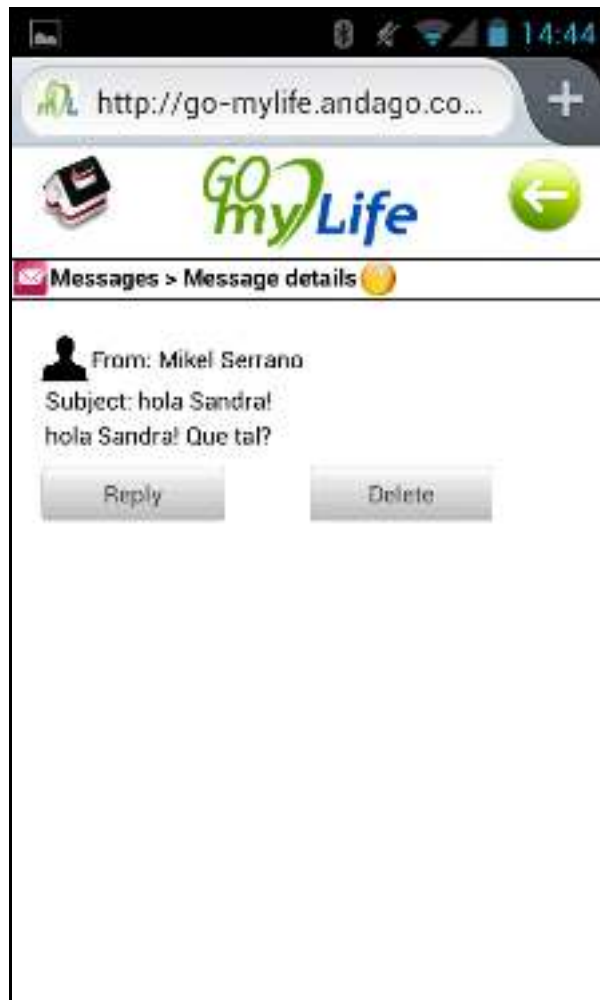 14:44
http://go-mylife.andago.co...
GO
my Life
Messages > Message details
From: Mikel Serrano
Subject: hola Sandra!
hola Sandra! Que tal?
Reply Delete